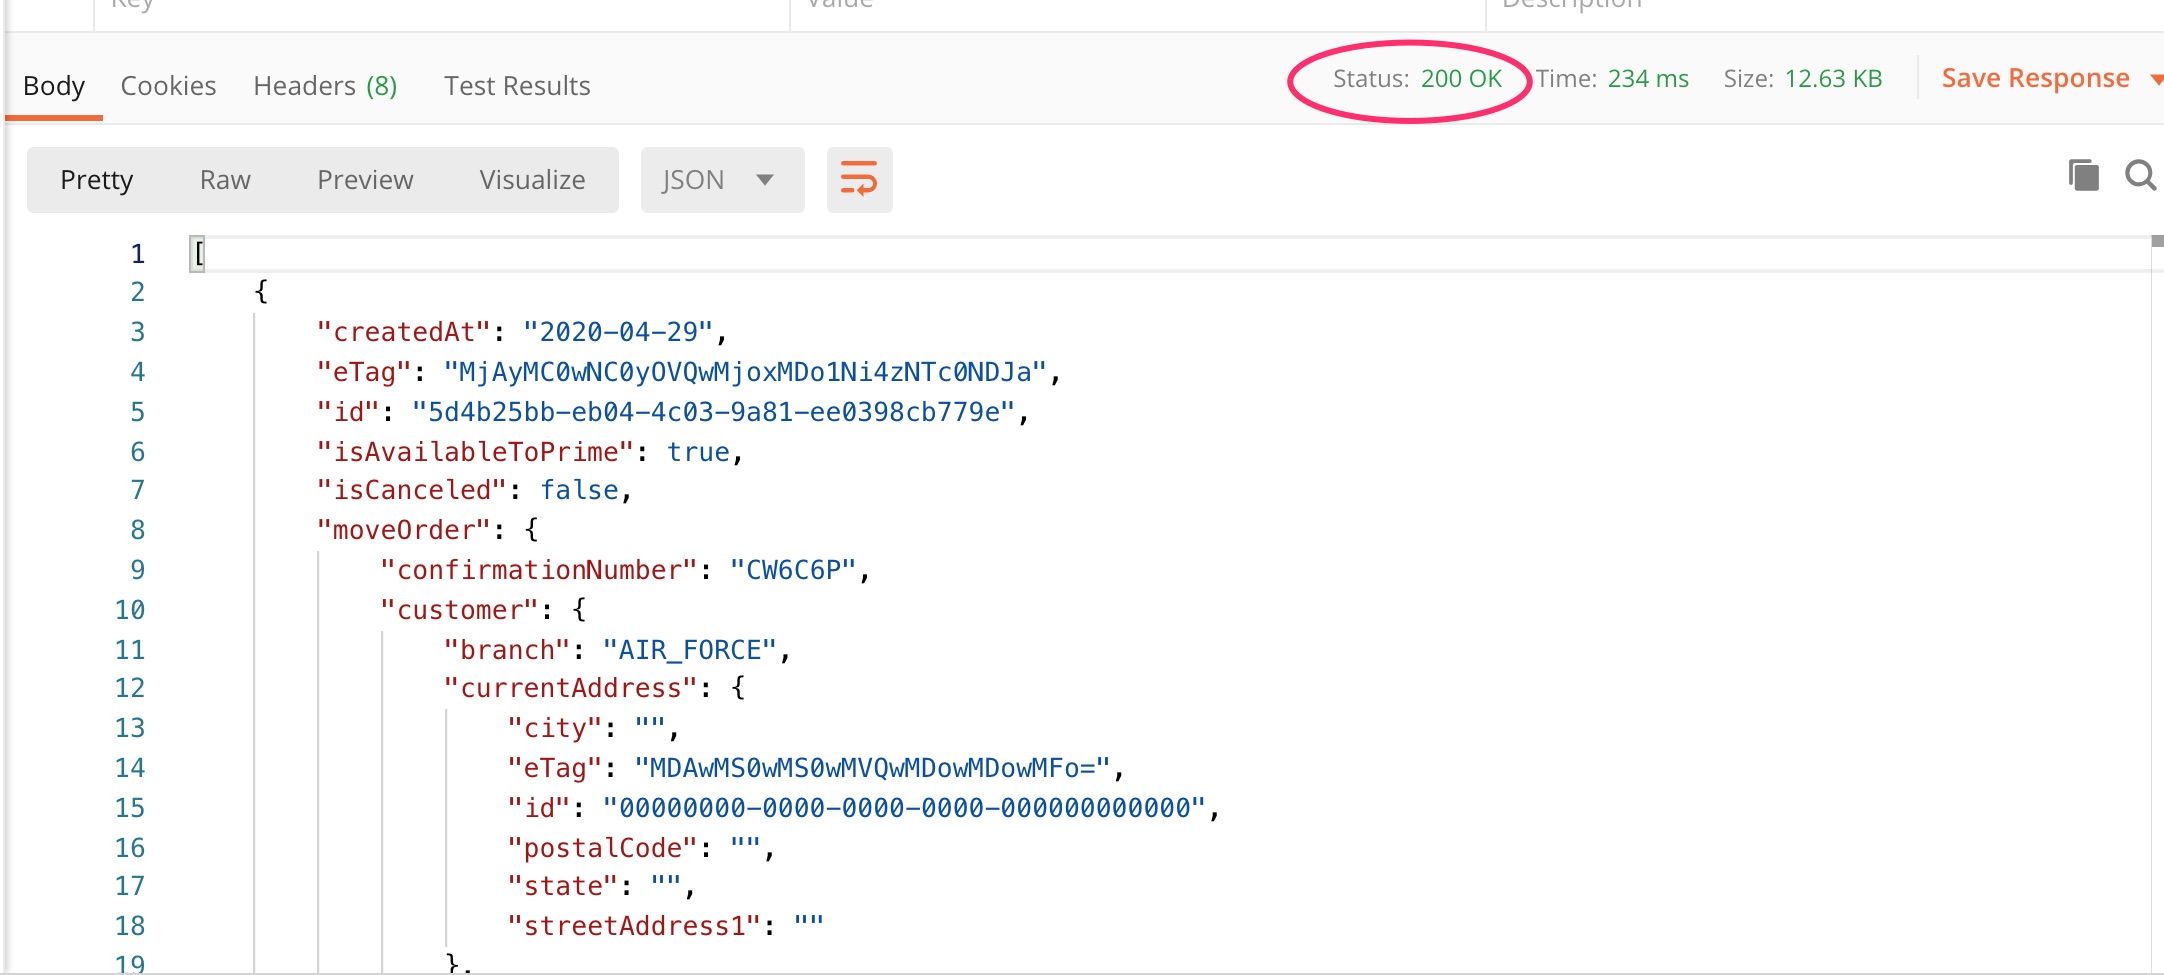 Key Value Description
Body Cookies Headers (8) Test Results Status: 200 OK Time: 234 ms Size: 12.63 KB Save Response
Pretty Raw Preview Visualize JSON
1 [
2 {
3 "createdAt": "2020-04-29",
4 "eTag": "MjAyMC0wNC0yOVQwMjoxMDo1Ni4zNTc0NDJa",
5 "id": "5d4b25bb-eb04-4c03-9a81-ee0398cb779e",
6 "isAvailableToPrime": true,
7 "isCanceled": false,
8 "moveOrder": {
9 "confirmationNumber": "CW6C6P",
10 "customer": {
11 "branch": "AIR_FORCE",
12 "currentAddress": {
13 "city": "",
14 "eTag": "MDAwMS0wMS0wMVQwMDowMDowMFo=",
15 "id": "00000000-0000-0000-0000-000000000000",
16 "postalCode": "",
17 "state": "",
18 "streetAddress1": ""
19 },